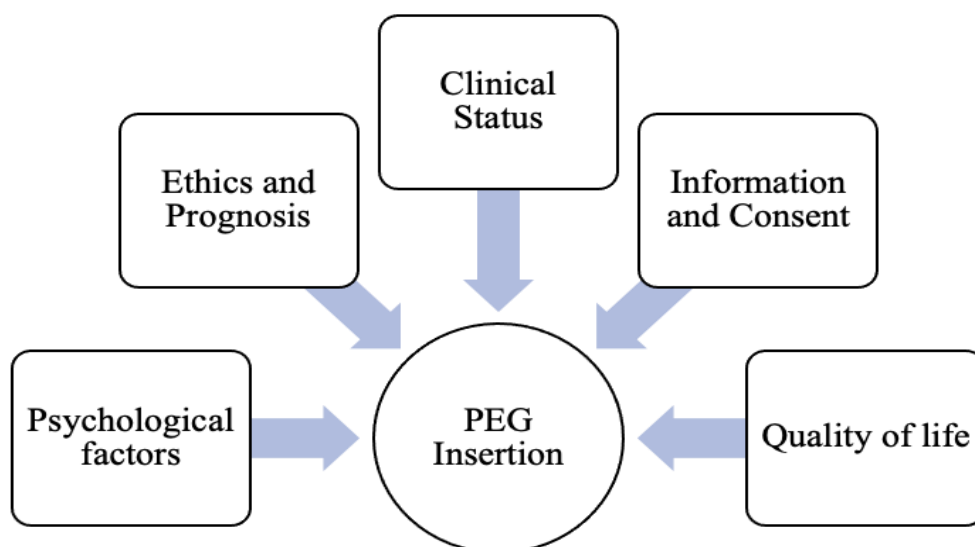 Clinical
Status
Ethics and
Prognosis
Information
and Consent
Psychological
factors
PEG
Insertion
Quality of life